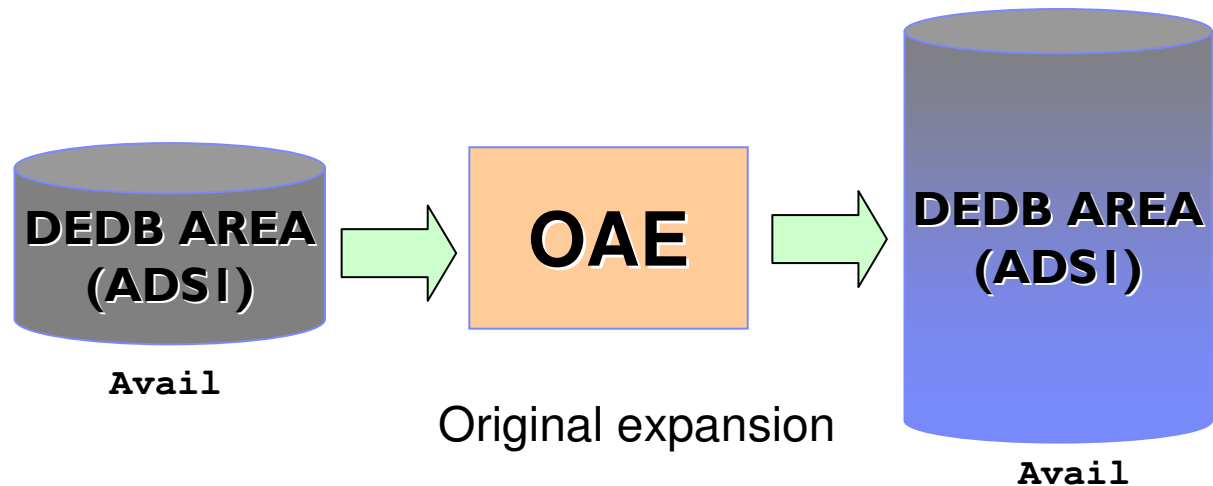 DEDB AREA
(ADS1)
Avail
OAE
Original expansion
DEDB AREA
(ADS1)
Avail